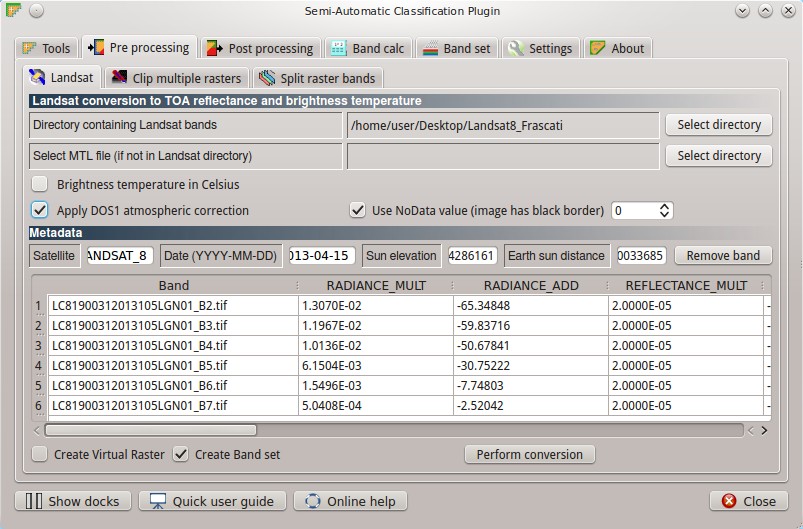 Semi-Automatic Classification Plugin
Tools Pre processing Post processing Band calc Band set Settings About
Landsat Clip multiple rasters Split raster bands
Landsat conversion to TOA reflectance and brightness temperature
Directory containing Landsat bands /home/user/Desktop/Landsat8_Frascati Select directory
Select MTL file (if not in Landsat directory) Select directory
Brightness temperature in Celsius
Apply DOS1 atmospheric correction Use NoData value (image has black border) 0
Metadata
Satellite ANDSAT_8 Date (YYYY-MM-DD) 013-04-15 Sun elevation 4286161 Earth sun distance 0033685 Remove band
Band RADIANCE_MULT RADIANCE_ADD REFLECTANCE_MULT
1 LC81900312013105LGN01_B2.tif 1.3070E-02 -65.34848 2.0000E-05 -
2 LC81900312013105LGN01_B3.tif 1.1967E-02 -59.83716 2.0000E-05 -
3 LC81900312013105LGN01_B4.tif 1.0136E-02 -50.67841 2.0000E-05 -
4 LC81900312013105LGN01_B5.tif 6.1504E-03 -30.75222 2.0000E-05 -
5 LC81900312013105LGN01_B6.tif 1.5496E-03 -7.74803 2.0000E-05 -
6 LC81900312013105LGN01_B7.tif 5.0408E-04 -2.52042 2.0000E-05 -
Create Virtual Raster Create Band set Perform conversion
Show docks Quick user guide Online help Close